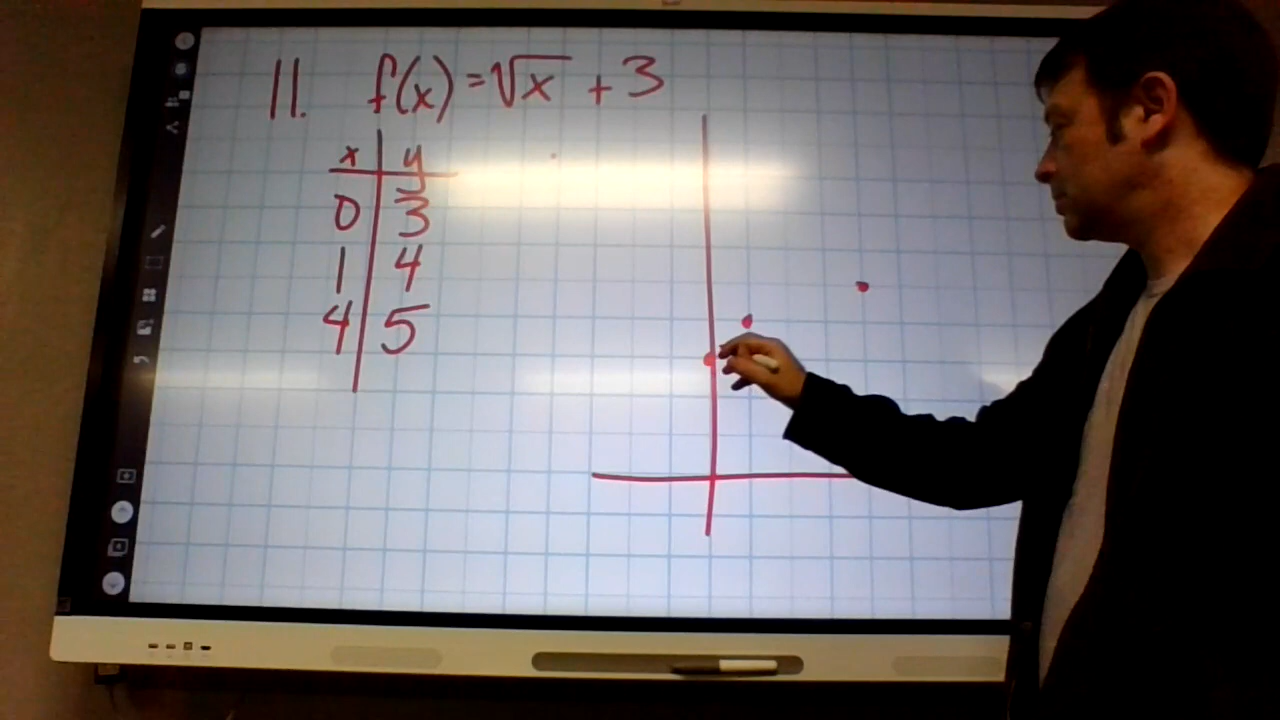 11. f(x) = √x + 3
x y
0 3
1 4
4 5